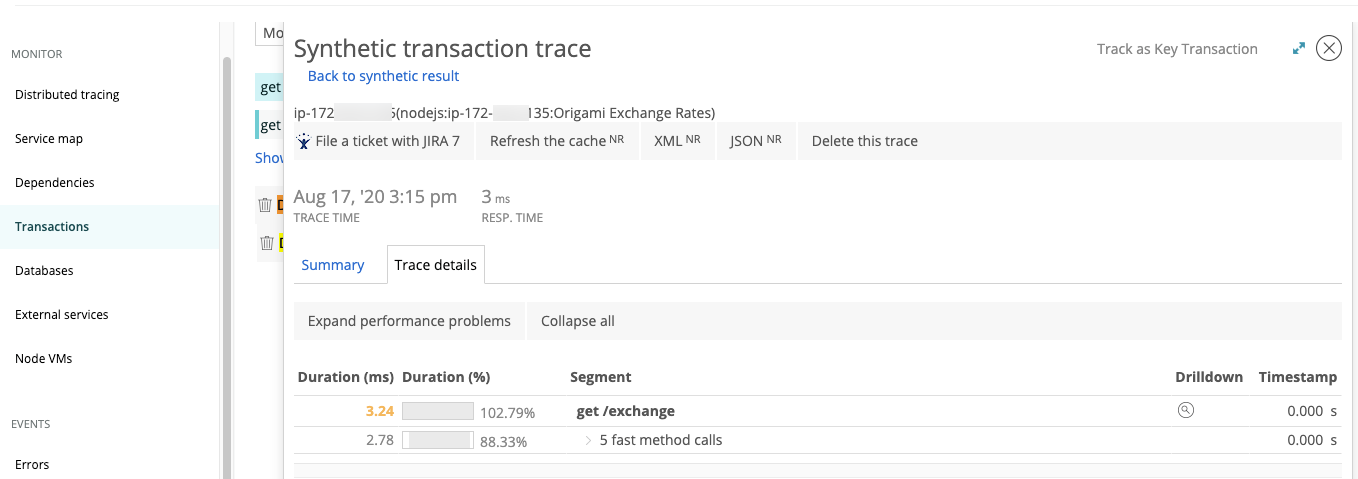 MONITOR
Distributed tracing
Service map
Dependencies
Transactions
Databases
External services
Node VMs
EVENTS
Errors
Mo
get
get
Show
Synthetic transaction trace
Track as Key Transaction
Back to synthetic result
ip-172 5(nodejs:ip-172- 135:Origami Exchange Rates)
File a ticket with JIRA 7 Refresh the cache NR XML NR JSON NR Delete this trace
Aug 17, '20 3:15 pm 3 ms
TRACE TIME RESP. TIME
Summary Trace details
Expand performance problems Collapse all
Duration (ms) Duration (%) Segment Drilldown Timestamp
3.24 102.79% get /exchange 0.000 s
2.78 88.33% 5 fast method calls 0.000 s